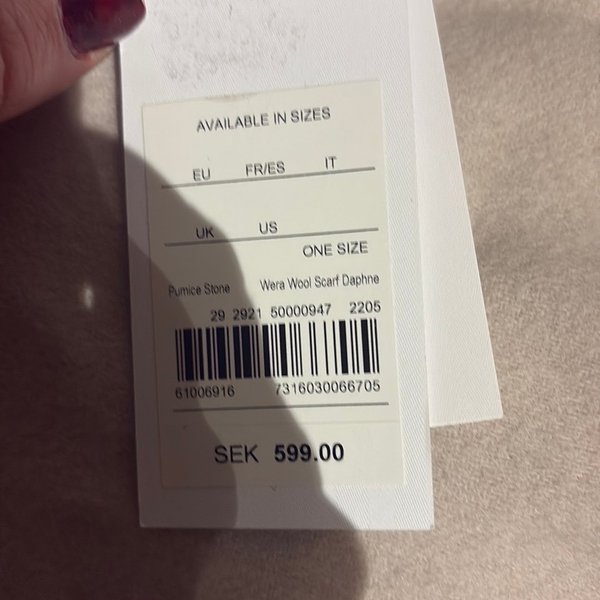 AVAILABLE IN SIZES
EU FR/ES IT
UK US
ONE SIZE
Pumice Stone Wera Wool Scarf Daphne
29 2921 50000947 2205
61006916 7316030066705
SEK 599.00